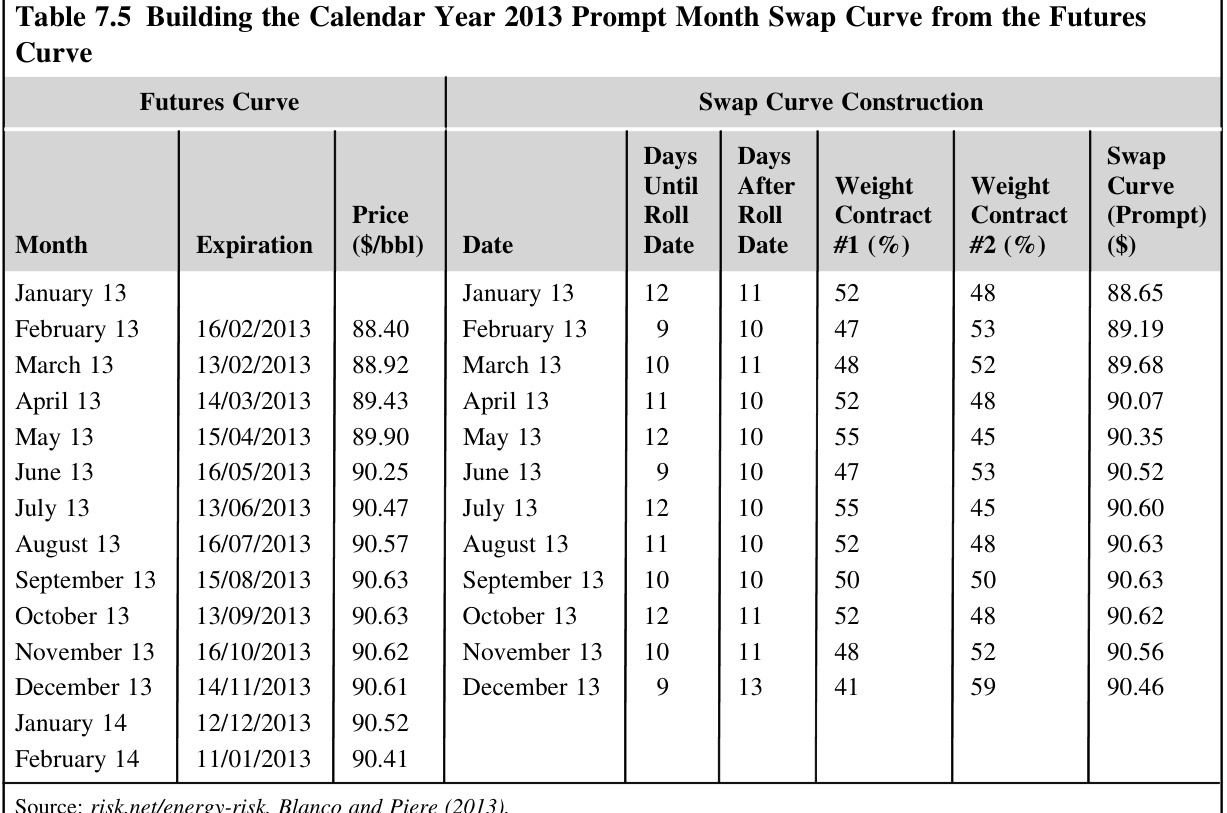 Table 7.5 Building the Calendar Year 2013 Prompt Month Swap Curve from the Futures
Curve
Futures Curve Swap Curve Construction
Month Expiration Price ($/bbl) Date Days Until Roll Date Days After Roll Date Weight Contract #1 (%) Weight Contract #2 (%) Swap Curve (Prompt) ($)
January 13 January 13 12 11 52 48 88.65
February 13 16/02/2013 88.40 February 13 9 10 47 53 89.19
March 13 13/02/2013 88.92 March 13 10 11 48 52 89.68
April 13 14/03/2013 89.43 April 13 11 10 52 48 90.07
May 13 15/04/2013 89.90 May 13 12 10 55 45 90.35
June 13 16/05/2013 90.25 June 13 9 10 47 53 90.52
July 13 13/06/2013 90.47 July 13 12 10 55 45 90.60
August 13 16/07/2013 90.57 August 13 11 10 52 48 90.63
September 13 15/08/2013 90.63 September 13 10 10 50 50 90.63
October 13 13/09/2013 90.63 October 13 12 11 52 48 90.62
November 13 16/10/2013 90.62 November 13 10 11 48 52 90.56
December 13 14/11/2013 90.61 December 13 9 13 41 59 90.46
January 14 12/12/2013 90.52
February 14 11/01/2013 90.41
Source: risk.net/energy-risk, Blanco and Piere (2013).